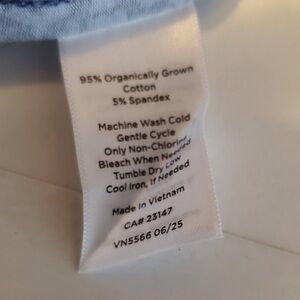 95% Organically Grown
Cotton
5% Spandex
Machine Wash Cold
Gentle Cycle
Only Non-Chlorine
Bleach When Needed
Tumble Dry Low
Cool Iron, If Needed
Made In Vietnam
CA# 23147
VN5566 06/25